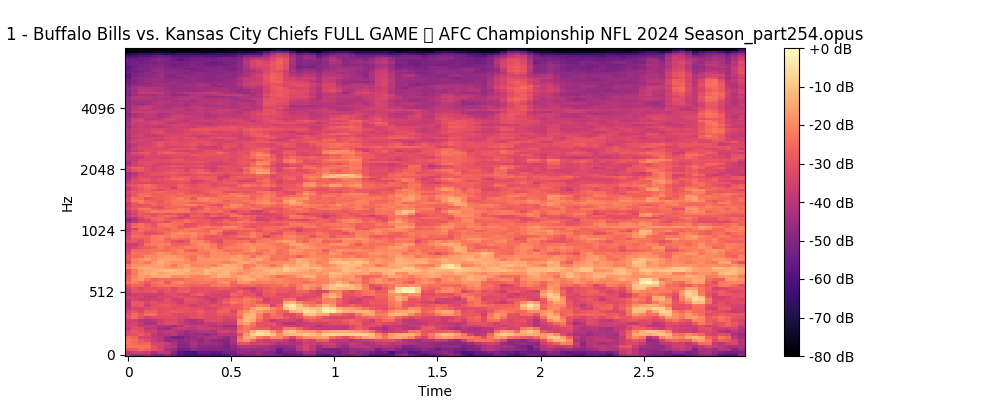 1 - Buffalo Bills vs. Kansas City Chiefs FULL GAME ▯ AFC Championship NFL 2024 Season_part254.opus
+0 dB
-10 dB
-20 dB
-30 dB
-40 dB
-50 dB
-60 dB
-70 dB
-80 dB
4096
2048
1024
512
0
Hz
0
0.5
1
1.5
2
2.5
Time